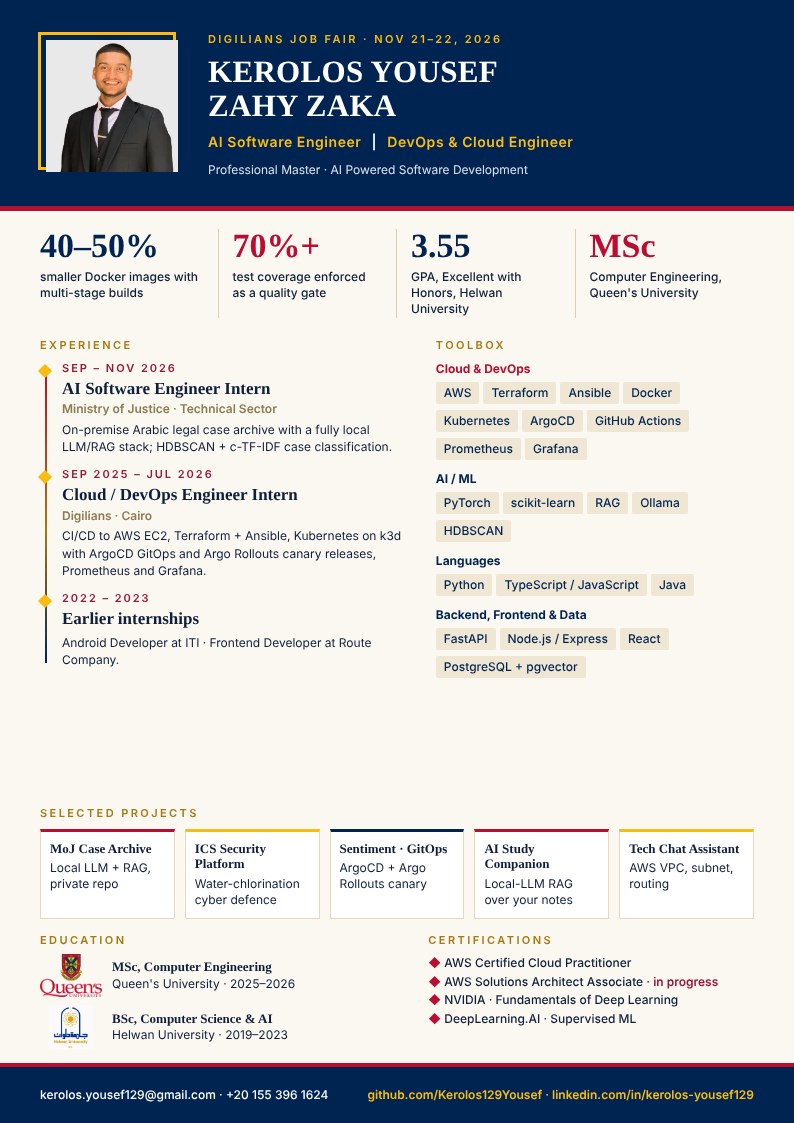 DIGILIANS JOB FAIR · NOV 21–22, 2026
KEROLOS YOUSEF
ZAHY ZAKA
AI Software Engineer | DevOps & Cloud Engineer
Professional Master · AI Powered Software Development
40–50%
smaller Docker images with
multi-stage builds
70%+
test coverage enforced
as a quality gate
3.55
GPA, Excellent with
Honors, Helwan
University
MSc
Computer Engineering,
Queen's University
EXPERIENCE
SEP – NOV 2026
AI Software Engineer Intern
Ministry of Justice · Technical Sector
On-premise Arabic legal case archive with a fully local
LLM/RAG stack; HDBSCAN + c-TF-IDF case classification.
SEP 2025 – JUL 2026
Cloud / DevOps Engineer Intern
Digilians · Cairo
CI/CD to AWS EC2, Terraform + Ansible, Kubernetes on k3d
with ArgoCD GitOps and Argo Rollouts canary releases,
Prometheus and Grafana.
2022 – 2023
Earlier internships
Android Developer at ITI · Frontend Developer at Route
Company.
TOOLBOX
Cloud & DevOps
AWS Terraform Ansible Docker
Kubernetes ArgoCD GitHub Actions
Prometheus Grafana
AI / ML
PyTorch scikit-learn RAG Ollama
HDBSCAN
Languages
Python TypeScript / JavaScript Java
Backend, Frontend & Data
FastAPI Node.js / Express React
PostgreSQL + pgvector
SELECTED PROJECTS
MoJ Case Archive
Local LLM + RAG,
private repo
ICS Security
Platform
Water-chlorination
cyber defence
Sentiment · GitOps
ArgoCD + Argo
Rollouts canary
AI Study
Companion
Local-LLM RAG
over your notes
Tech Chat Assistant
AWS VPC, subnet,
routing
EDUCATION
Queen's
UNIVERSITY
MSc, Computer Engineering
Queen's University · 2025–2026
Helwan University
BSc, Computer Science & AI
Helwan University · 2019–2023
CERTIFICATIONS
AWS Certified Cloud Practitioner
AWS Solutions Architect Associate · in progress
NVIDIA · Fundamentals of Deep Learning
DeepLearning.AI · Supervised ML
kerolos.yousef129@gmail.com · +20 155 396 1624
github.com/Kerolos129Yousef · linkedin.com/in/kerolos-yousef129